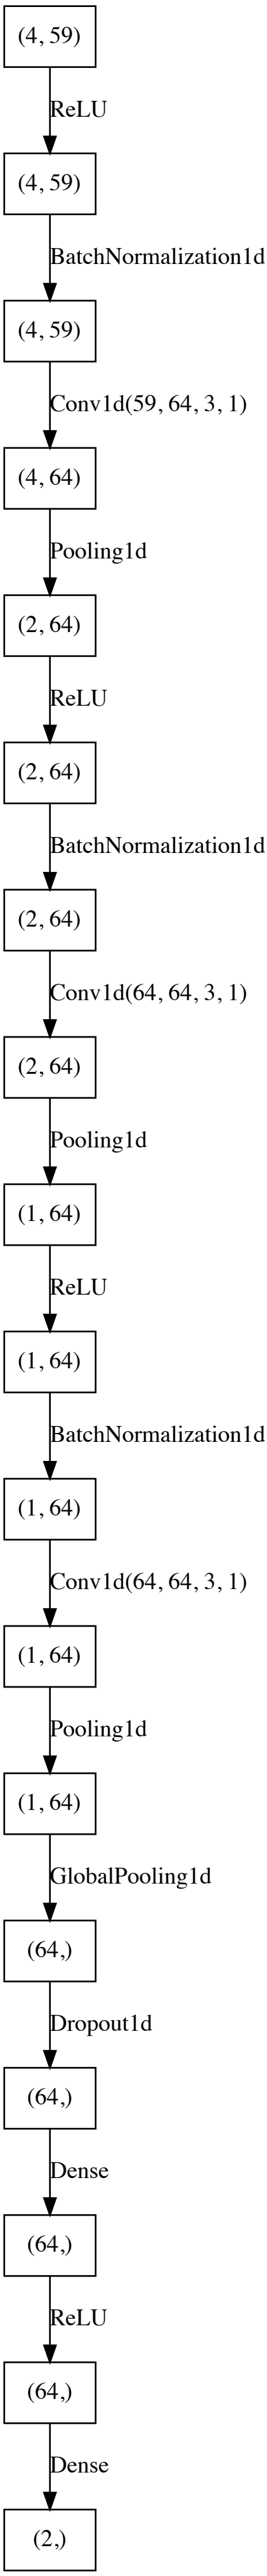 (4, 59)
ReLU
(4, 59)
BatchNormalization1d
(4, 59)
Conv1d(59, 64, 3, 1)
(4, 64)
Pooling1d
(2, 64)
ReLU
(2, 64)
BatchNormalization1d
(2, 64)
Conv1d(64, 64, 3, 1)
(2, 64)
Pooling1d
(1, 64)
ReLU
(1, 64)
BatchNormalization1d
(1, 64)
Conv1d(64, 64, 3, 1)
(1, 64)
Pooling1d
(1, 64)
GlobalPooling1d
(64,)
Dropout1d
(64,)
Dense
(64,)
ReLU
(64,)
Dense
(2,)